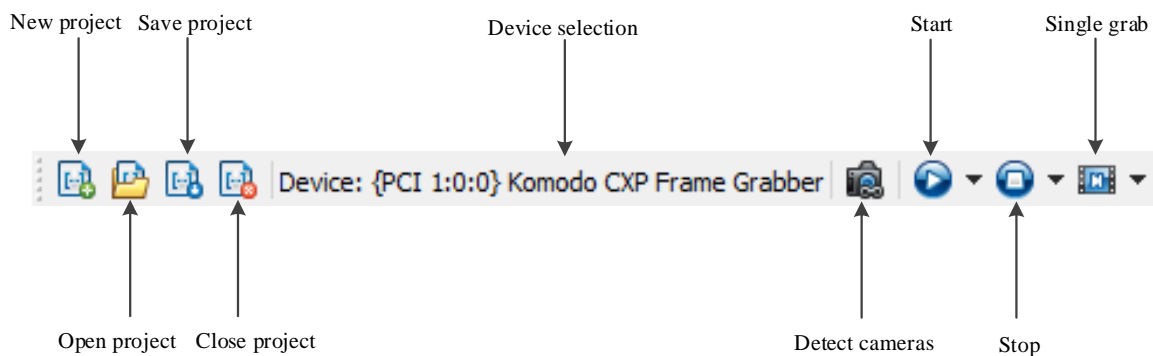 New project Save project Device selection Start Single grab
Device: {PCI 1:0:0} Komodo CXP Frame Grabber
Open project Close project Detect cameras Stop